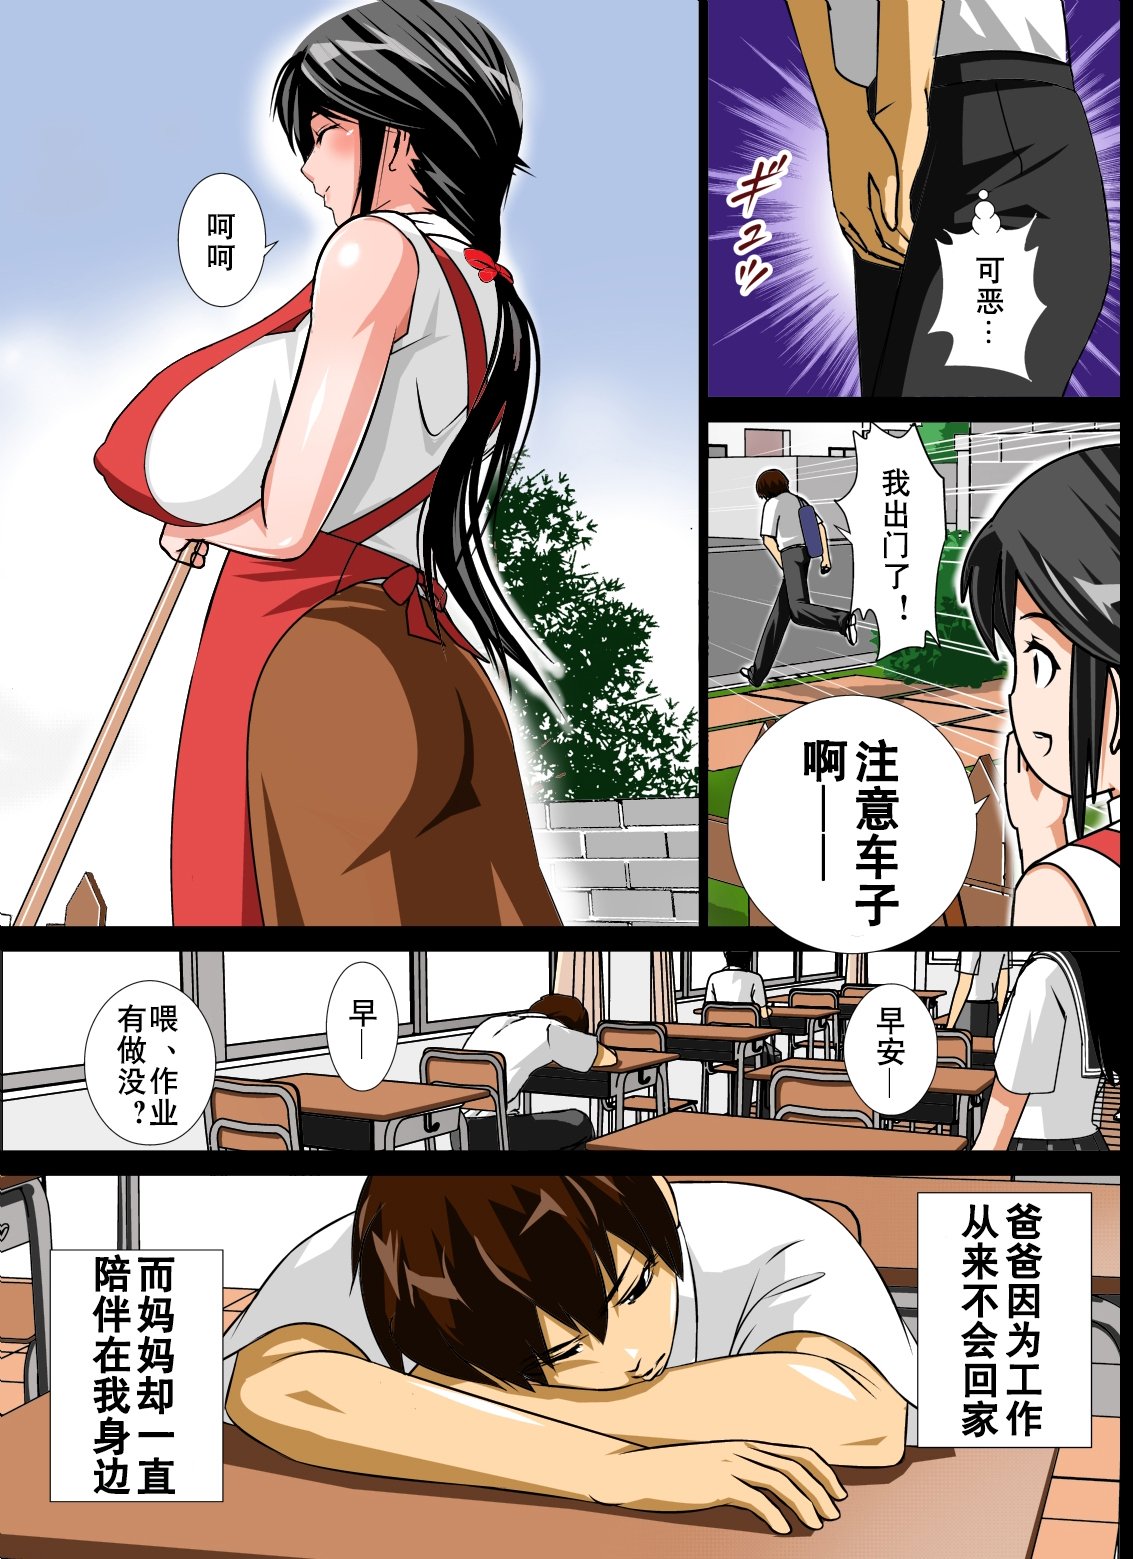 可恶…
ギュッ
呵呵
我出门了!
注意车子
啊——
早安—
早—
喂、作业
有做没?
爸爸因为工作
从来不会回家
而妈妈却一直
陪伴在我身边